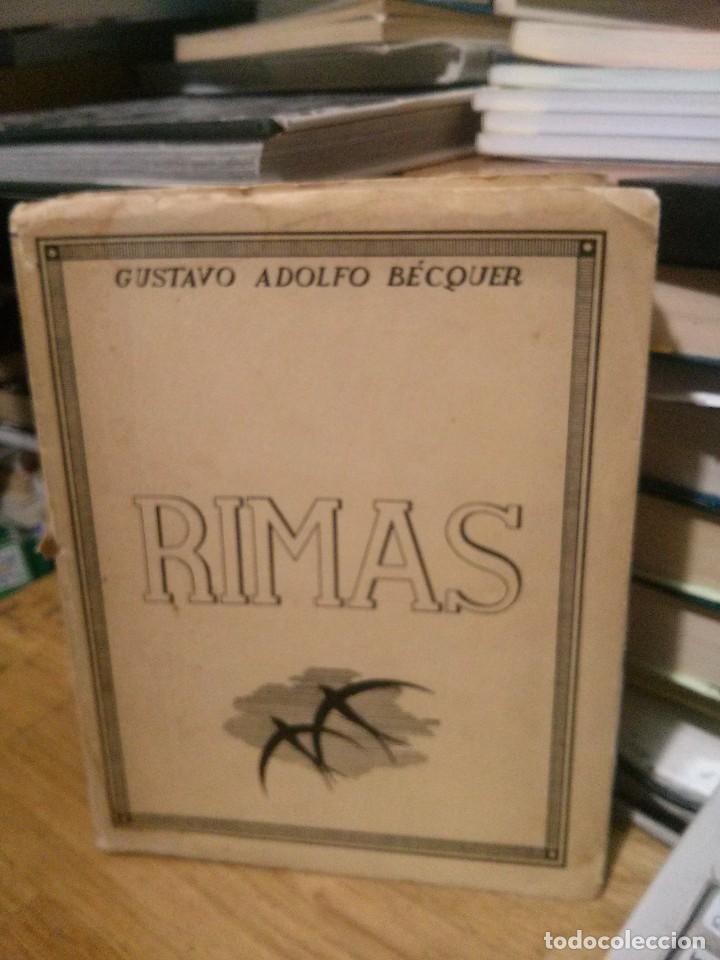 GUSTAVO ADOLFO BÉCQUER
RIMAS
todocoleccion